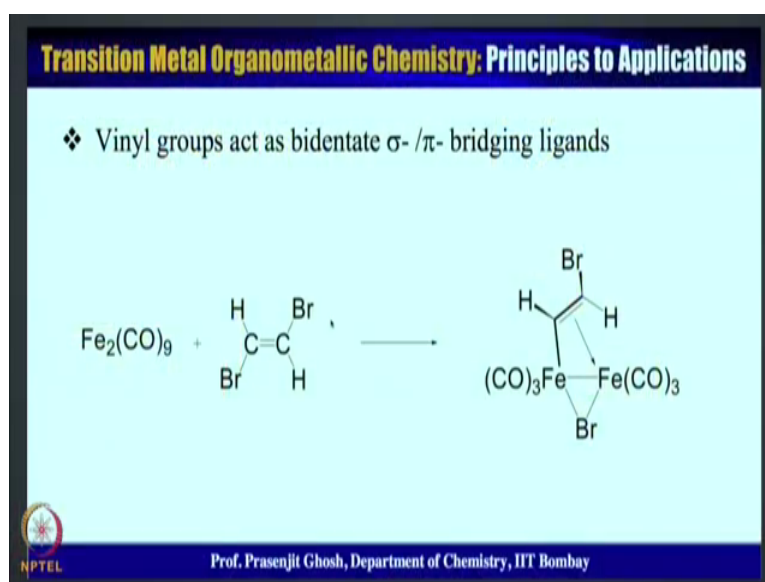 Transition Metal Organometallic Chemistry: Principles to Applications
❖ Vinyl groups act as bidentate σ- /π- bridging ligands
Fe₂(CO)₉ +
H Br
C=C
Br H
Br
H
H
(CO)₃Fe Fe(CO)₃
Br
NPTEL
Prof. Prasenjit Ghosh, Department of Chemistry, IIT Bombay